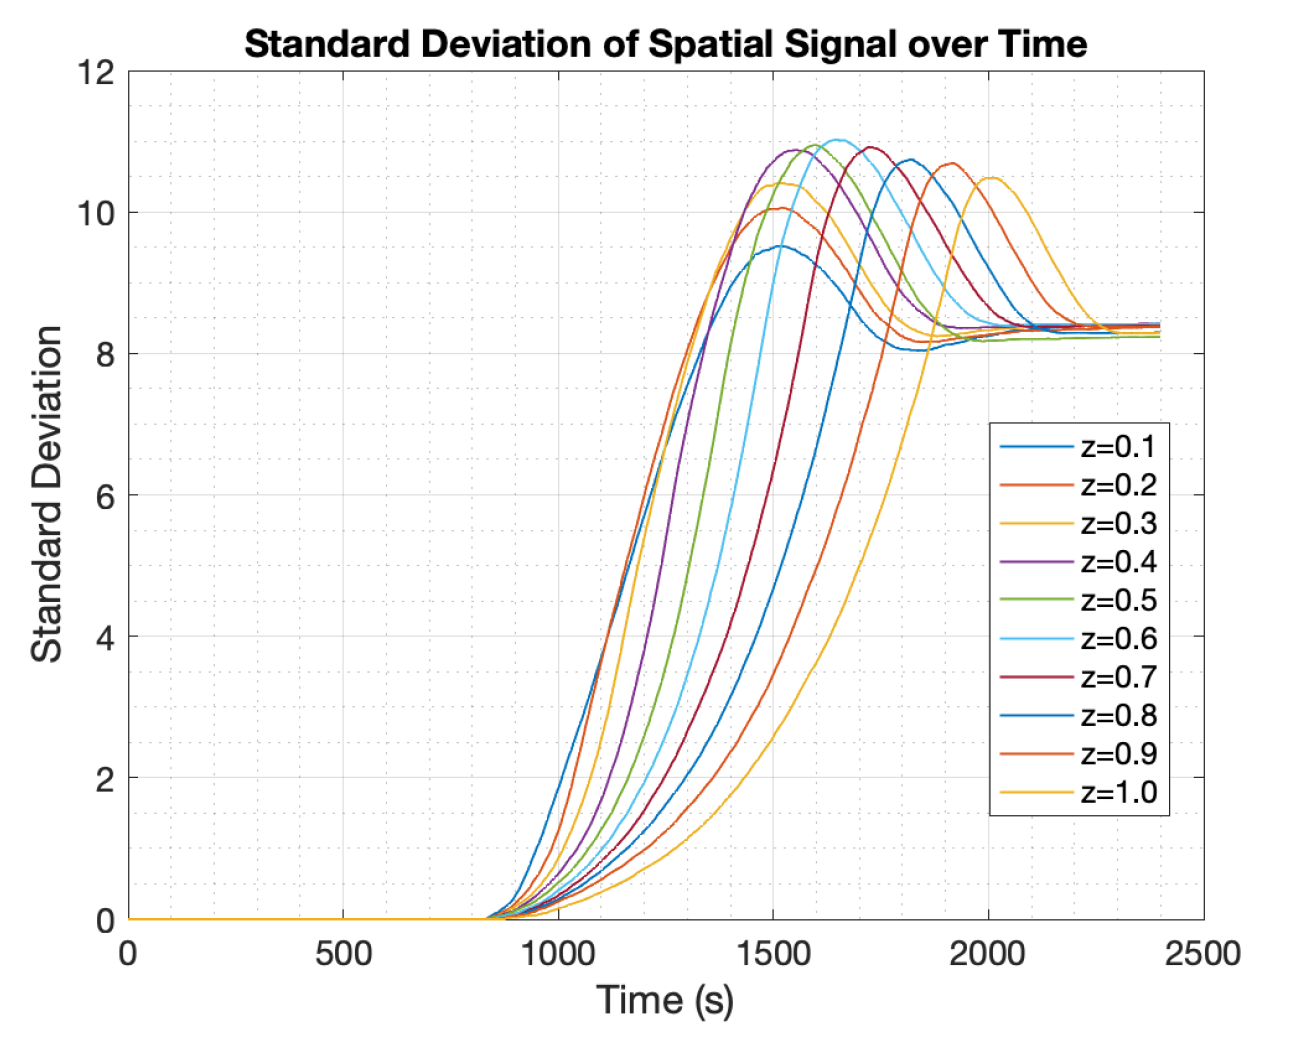 Standard Deviation of Spatial Signal over Time
12
10
8
6
4
2
0
Standard Deviation
z=0.1
z=0.2
z=0.3
z=0.4
z=0.5
z=0.6
z=0.7
z=0.8
z=0.9
z=1.0
0 500 1000 1500 2000 2500
Time (s)